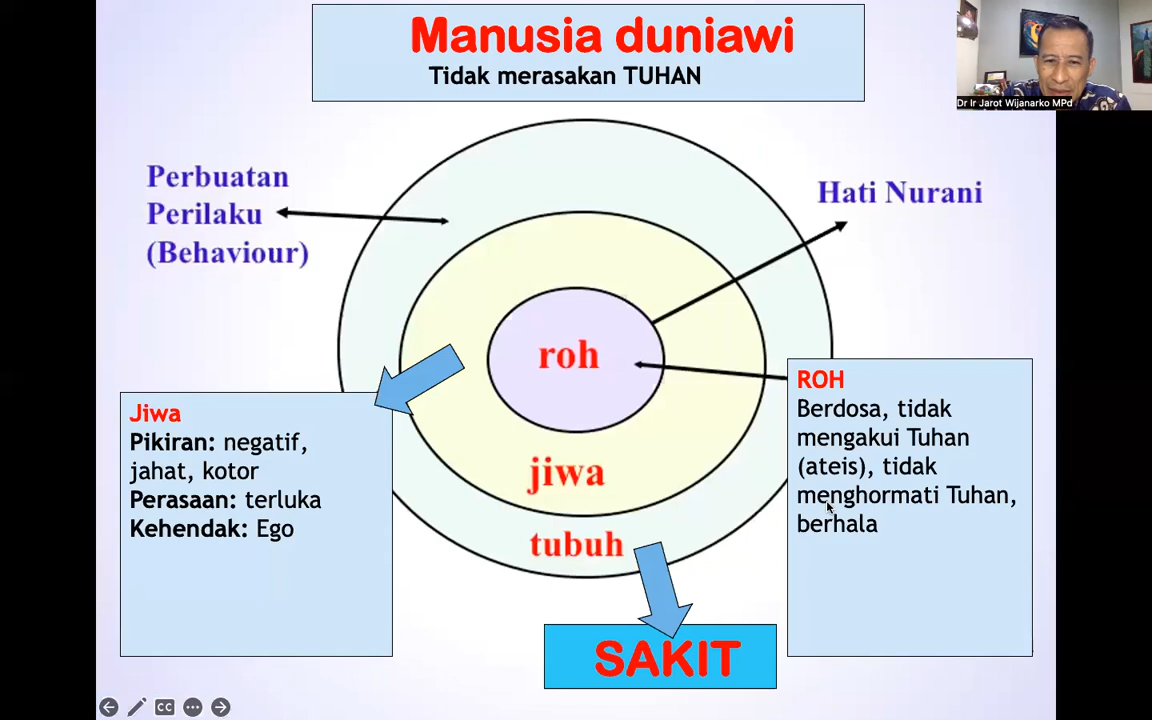 Manusia duniawi
Tidak merasakan TUHAN
Dr Ir Jarot Wijanarko MPd
Perbuatan
Perilaku
(Behaviour)
Hati Nurani
roh
jiwa
tubuh
Jiwa
Pikiran: negatif,
jahat, kotor
Perasaan: terluka
Kehendak: Ego
ROH
Berdosa, tidak
mengakui Tuhan
(ateis), tidak
menghormati Tuhan,
berhala
SAKIT
CC